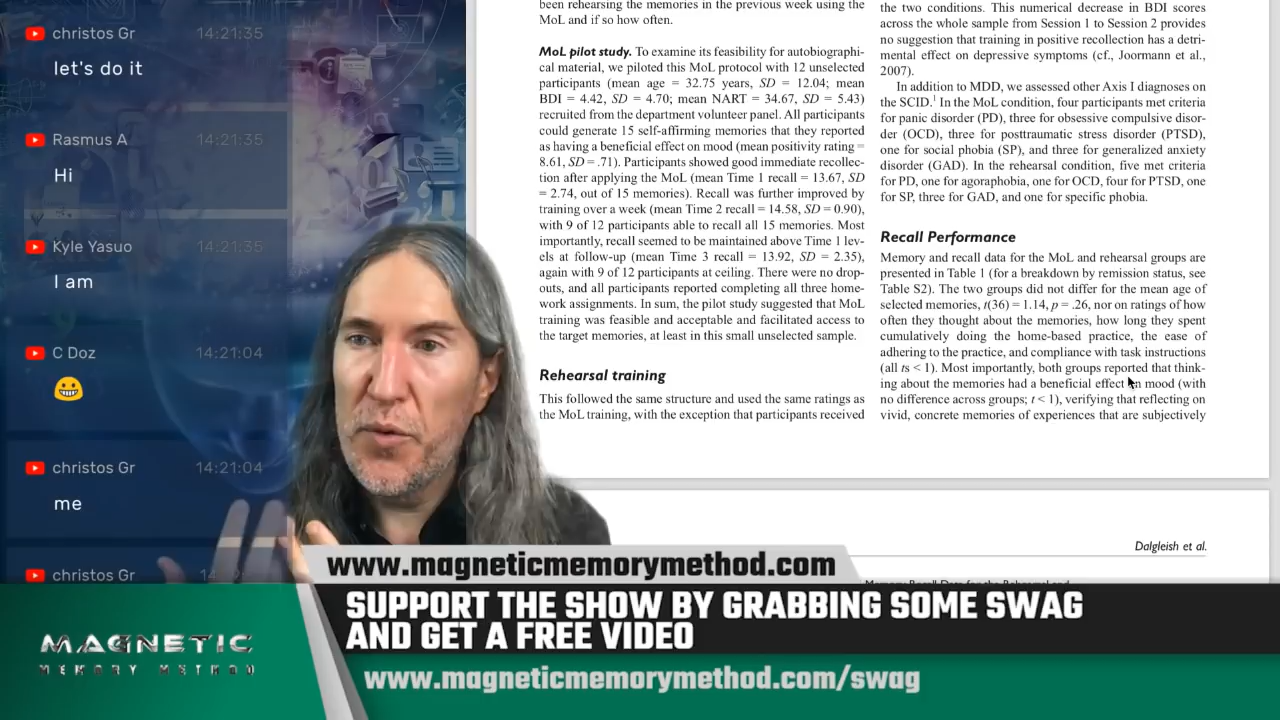 christos Gr 14:21:35
let's do it
Rasmus A 14:21:35
Hi
Kyle Yasuo 14:21:35
I am
C Doz 14:21:04
christos Gr 14:21:04
me
christos Gr 14
been rehearsing the memories in the previous week using the
MoL and if so how often.
MoL pilot study. To examine its feasibility for autobiographi-
cal material, we piloted this MoL protocol with 12 unselected
participants (mean age = 32.75 years, SD = 12.04; mean
BDI = 4.42, SD = 4.70; mean NART = 34.67, SD = 5.43)
recruited from the department volunteer panel. All participants
could generate 15 self-affirming memories that they reported
as having a beneficial effect on mood (mean positivity rating =
8.61, SD = .71). Participants showed good immediate recollec-
tion after applying the MoL (mean Time 1 recall = 13.67, SD
= 2.74, out of 15 memories). Recall was further improved by
training over a week (mean Time 2 recall = 14.58, SD = 0.90),
with 9 of 12 participants able to recall all 15 memories. Most
importantly, recall seemed to be maintained above Time 1 lev-
els at follow-up (mean Time 3 recall = 13.92, SD = 2.35),
again with 9 of 12 participants at ceiling. There were no drop-
outs, and all participants reported completing all three home-
work assignments. In sum, the pilot study suggested that MoL
training was feasible and acceptable and facilitated access to
the target memories, at least in this small unselected sample.
Rehearsal training
This followed the same structure and used the same ratings as
the MoL training, with the exception that participants received
the two conditions. This numerical decrease in BDI scores
across the whole sample from Session 1 to Session 2 provides
no suggestion that training in positive recollection has a detri-
mental effect on depressive symptoms (cf., Joormann et al.,
2007).
In addition to MDD, we assessed other Axis I diagnoses on
the SCID.1 In the MoL condition, four participants met criteria
for panic disorder (PD), three for obsessive compulsive disor-
der (OCD), three for posttraumatic stress disorder (PTSD),
one for social phobia (SP), and three for generalized anxiety
disorder (GAD). In the rehearsal condition, five met criteria
for PD, one for agoraphobia, one for OCD, four for PTSD, one
for SP, three for GAD, and one for specific phobia.
Recall Performance
Memory and recall data for the MoL and rehearsal groups are
presented in Table 1 (for a breakdown by remission status, see
Table S2). The two groups did not differ for the mean age of
selected memories, t(36) = 1.14, p = .26, nor on ratings of how
often they thought about the memories, how long they spent
cumulatively doing the home-based practice, the ease of
adhering to the practice, and compliance with task instructions
(all ts < 1). Most importantly, both groups reported that think-
ing about the memories had a beneficial effect on mood (with
no difference across groups; t < 1), verifying that reflecting on
vivid, concrete memories of experiences that are subjectively
Dalgleish et al.
www.magneticmemorymethod.com
SUPPORT THE SHOW BY GRABBING SOME SWAG
AND GET A FREE VIDEO
www.magneticmemorymethod.com/swag
MAGNETIC
MEMORY METHOD